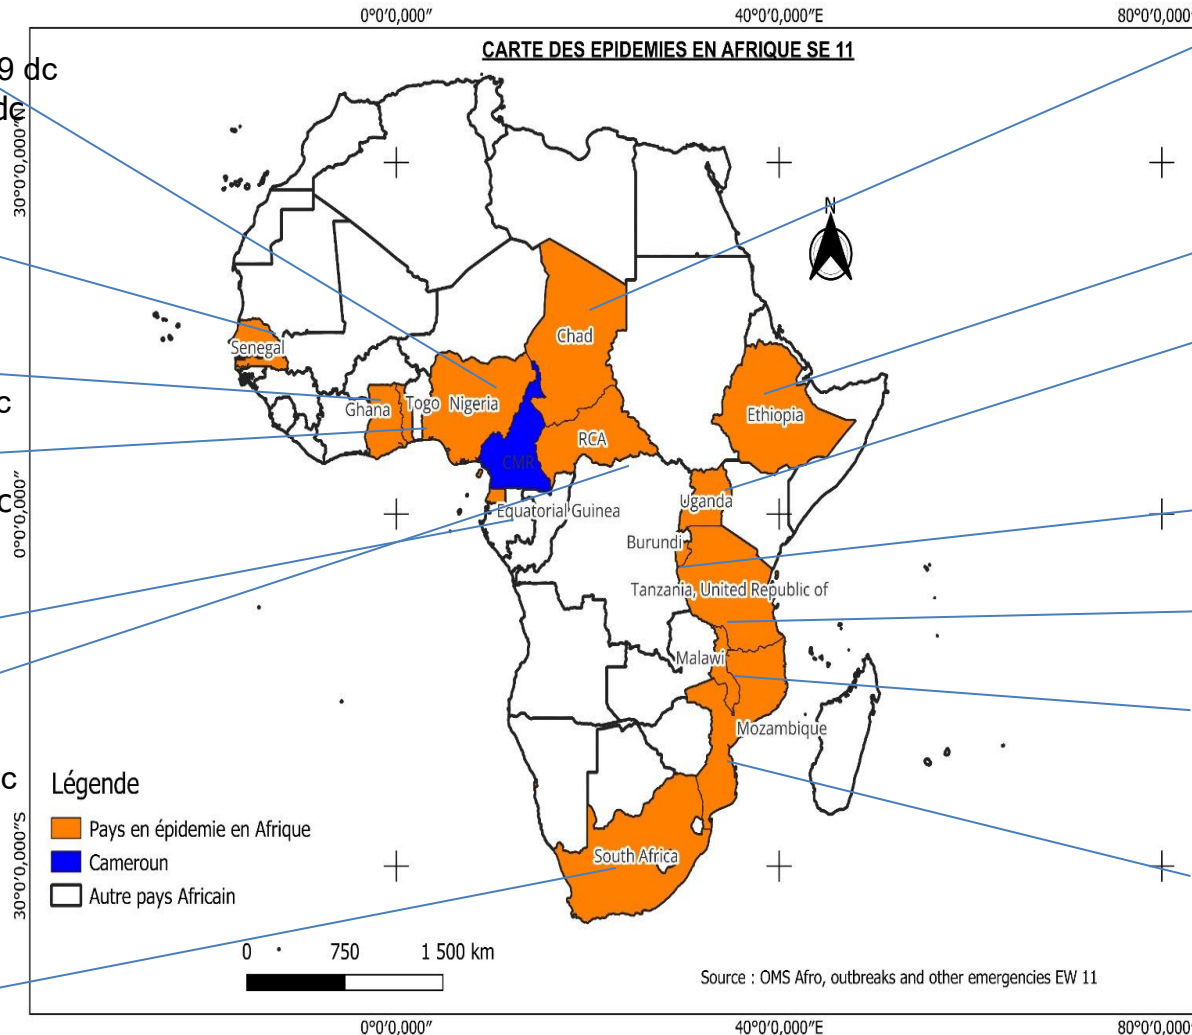 0°0'0,000" 40°0'0,000"E 80°0'0,000
CARTE DES EPIDEMIES EN AFRIQUE SE 11
9 dc
dc
30°0'0,000"N
N
Chad
Senegal
Ghana Togo Nigeria
c
Ethiopia
RCA
CMR
c
Uganda
Equatorial Guinea
0°0'0,000"
Burundi
Tanzania, United Republic of
Malawi
Mozambique
c
Légende
Pays en épidemie en Afrique
Cameroun
Autre pays Africain
South Africa
30°0'0,000"S
0 750 1 500 km
Source : OMS Afro, outbreaks and other emergencies EW 11
0°0'0,000" 40°0'0,000"E 80°0'0,000